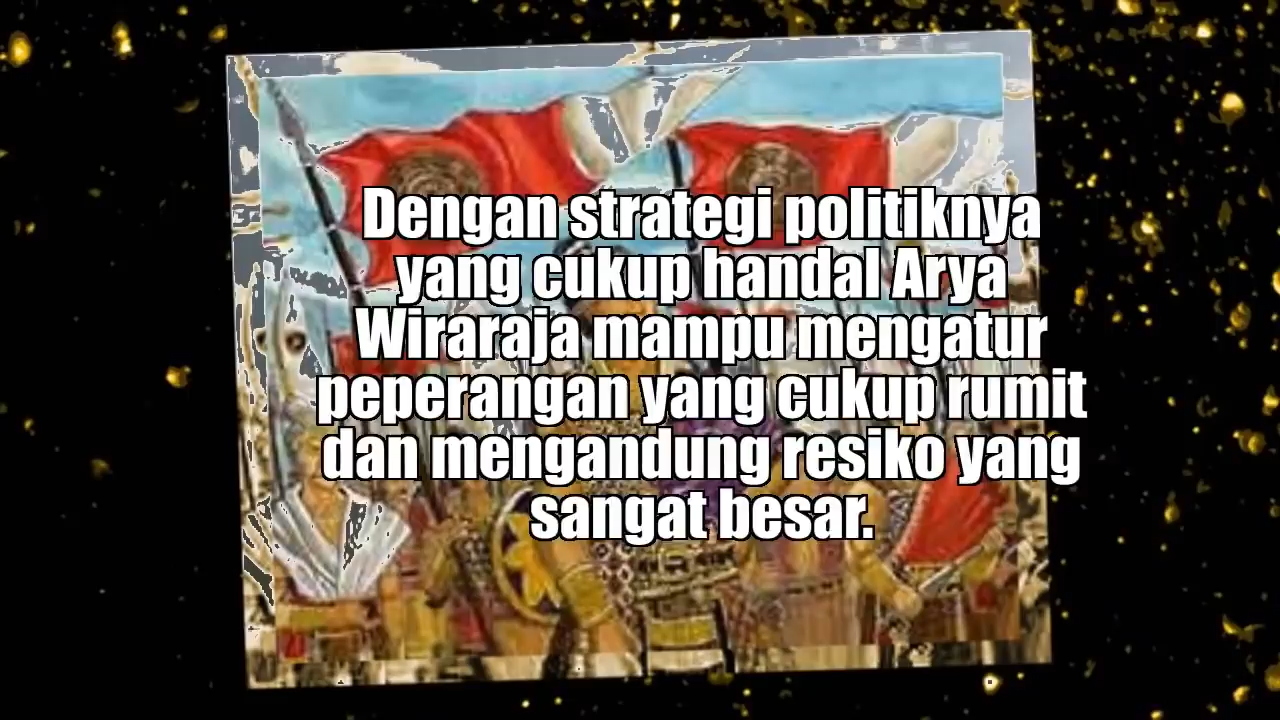 Dengan strategi politiknya
yang cukup handal Arya
Wiraraja mampu mengatur
peperangan yang cukup rumit
dan mengandung resiko yang
sangat besar.